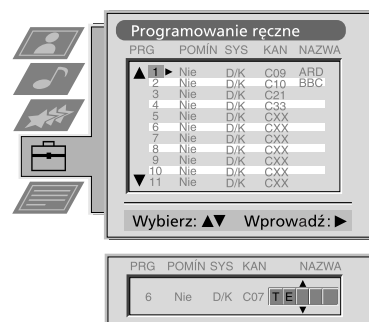 Programowanie ręczne
PRG POMÍN SYS KAN NAZWA
1 Nie D/K C09 ARD
2 Nie D/K C10 BBC
3 Nie D/K C21
4 Nie D/K C33
5 Nie D/K CXX
6 Nie D/K CXX
7 Nie D/K CXX
8 Nie D/K CXX
9 Nie D/K CXX
10 Nie D/K CXX
11 Nie D/K CXX
Wybierz: ▲▼ Wprowadź: ▶
PRG POMÍN SYS KAN NAZWA
6 Nie D/K C07 T E